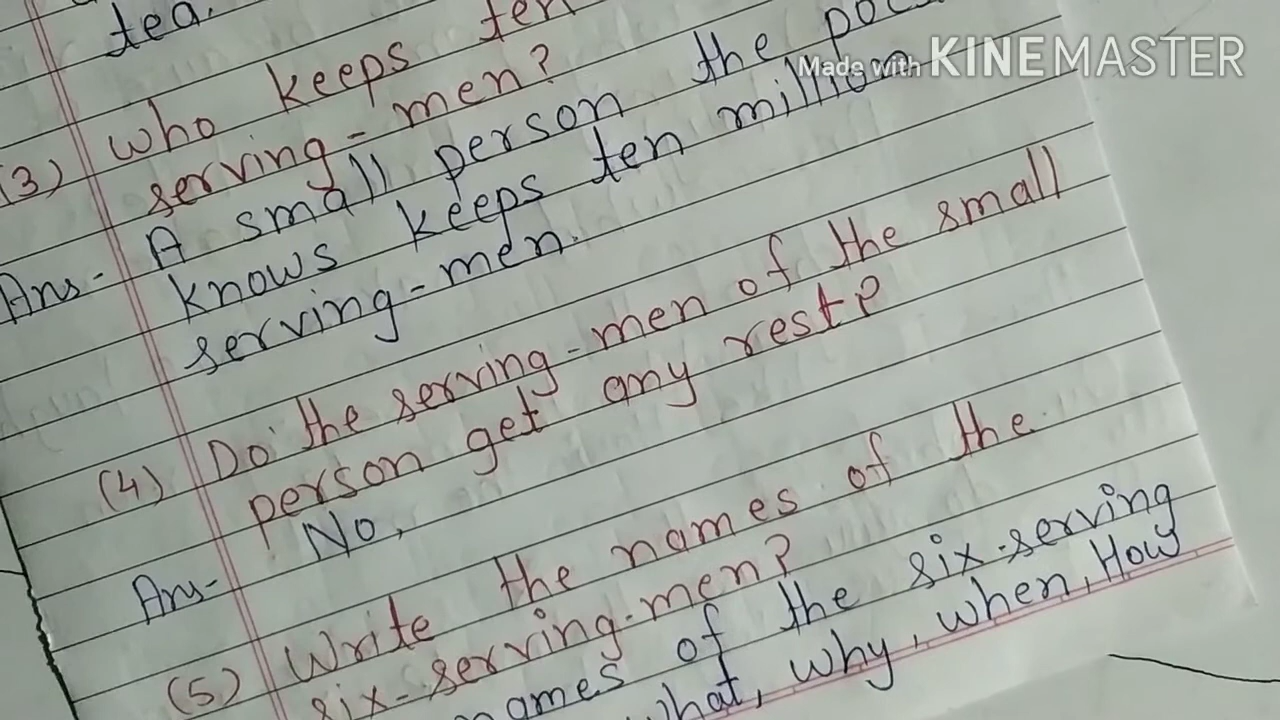 tea.
(3) Who keeps ten
serving-men?
Ans- A small person the
knows keeps ten million
serving-men.
(4) Do the serving-men of the small
person get any rest?
Ans- No,
(5) Write the names of the
six-serving-men?
names of the six-serving
what, why, when, How
Made with KINEMASTER